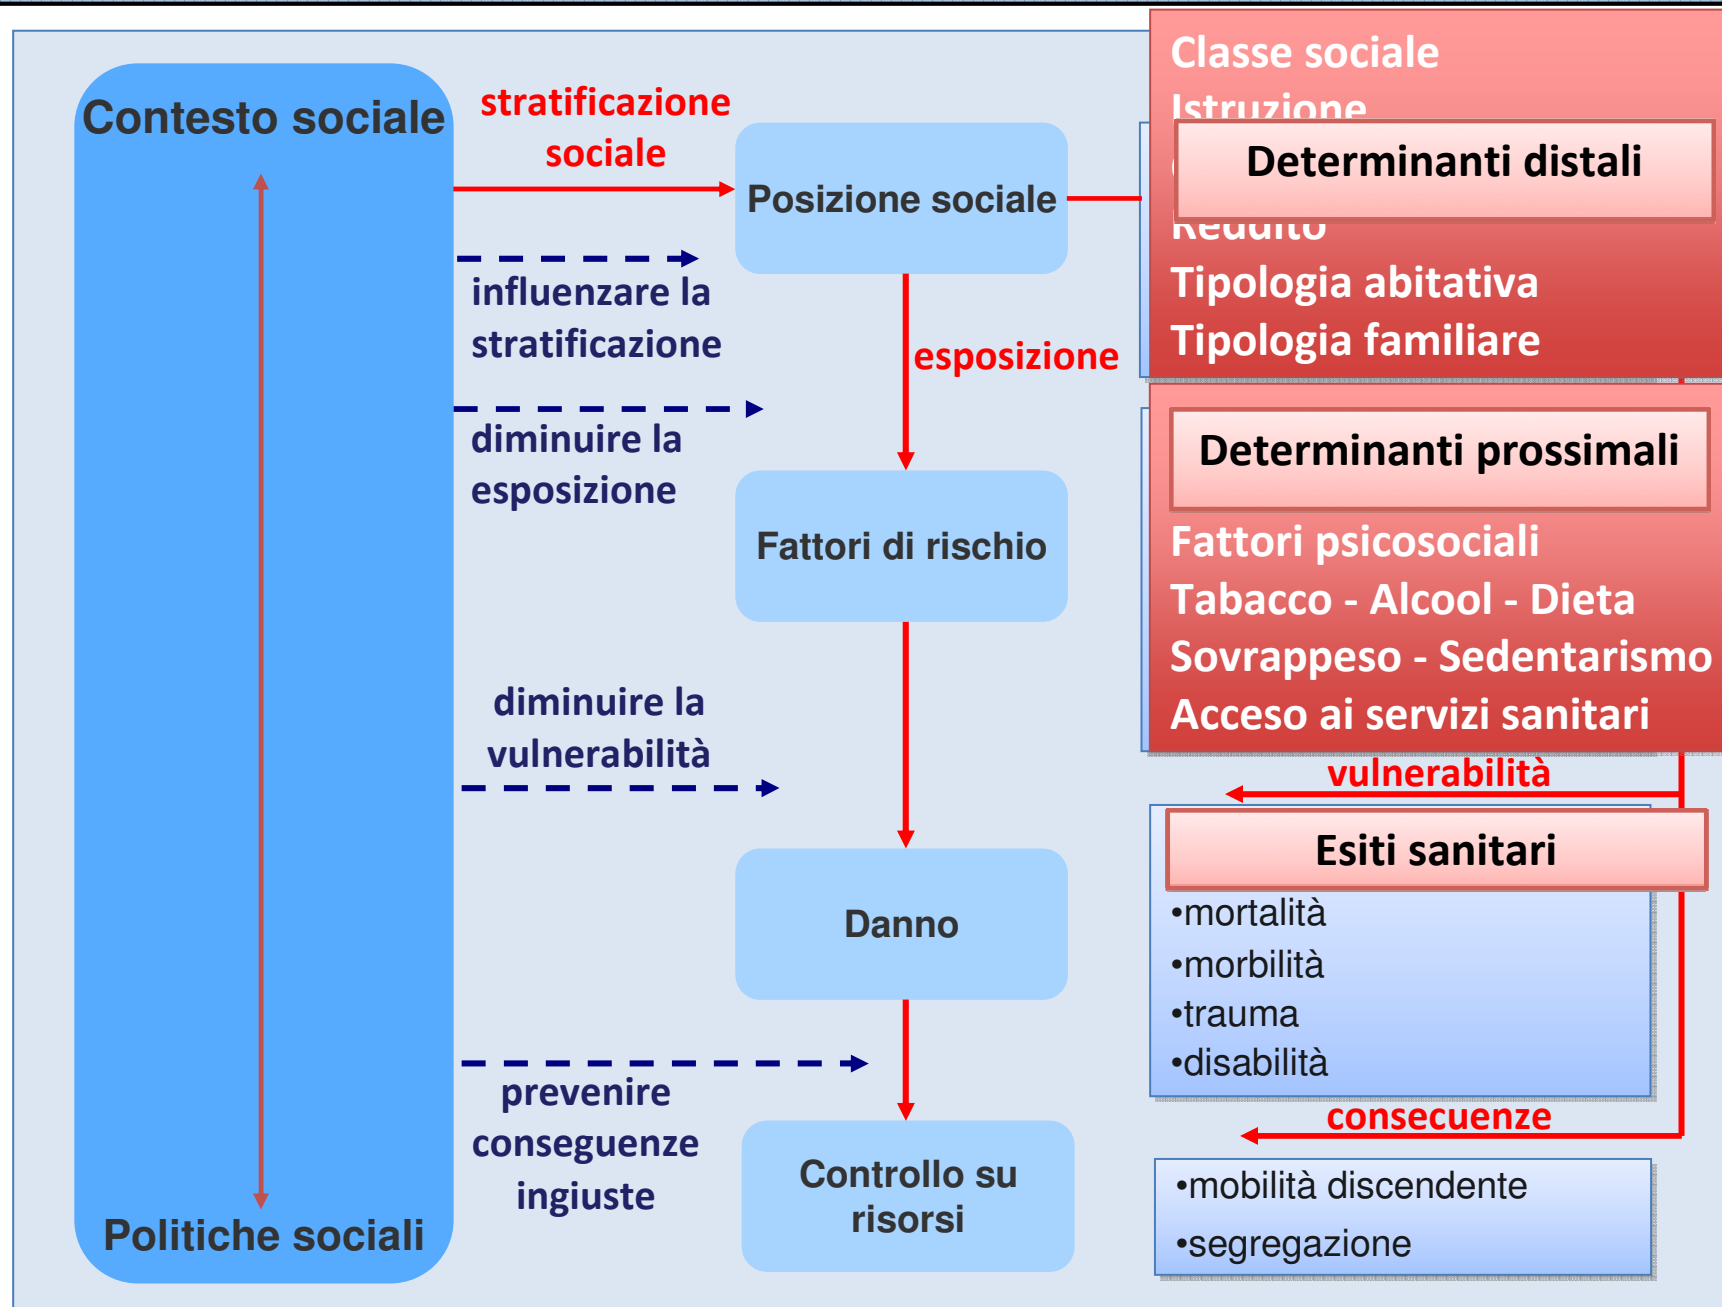 Contesto sociale
Politiche sociali
stratificazione
sociale
influenzare la
stratificazione
diminuire la
esposizione
diminuire la
vulnerabilità
prevenire
conseguenze
ingiuste
Posizione sociale
esposizione
Fattori di rischio
Danno
Controllo su
risorsi
Classe sociale
Istruzione
Determinanti distali
Reddito
Tipologia abitativa
Tipologia familiare
Determinanti prossimali
Fattori psicosociali
Tabacco - Alcool - Dieta
Sovrappeso - Sedentarismo
Acceso ai servizi sanitari
vulnerabilità
Esiti sanitari
•mortalità
•morbilità
•trauma
•disabilità
consecuenze
•mobilità discendente
•segregazione